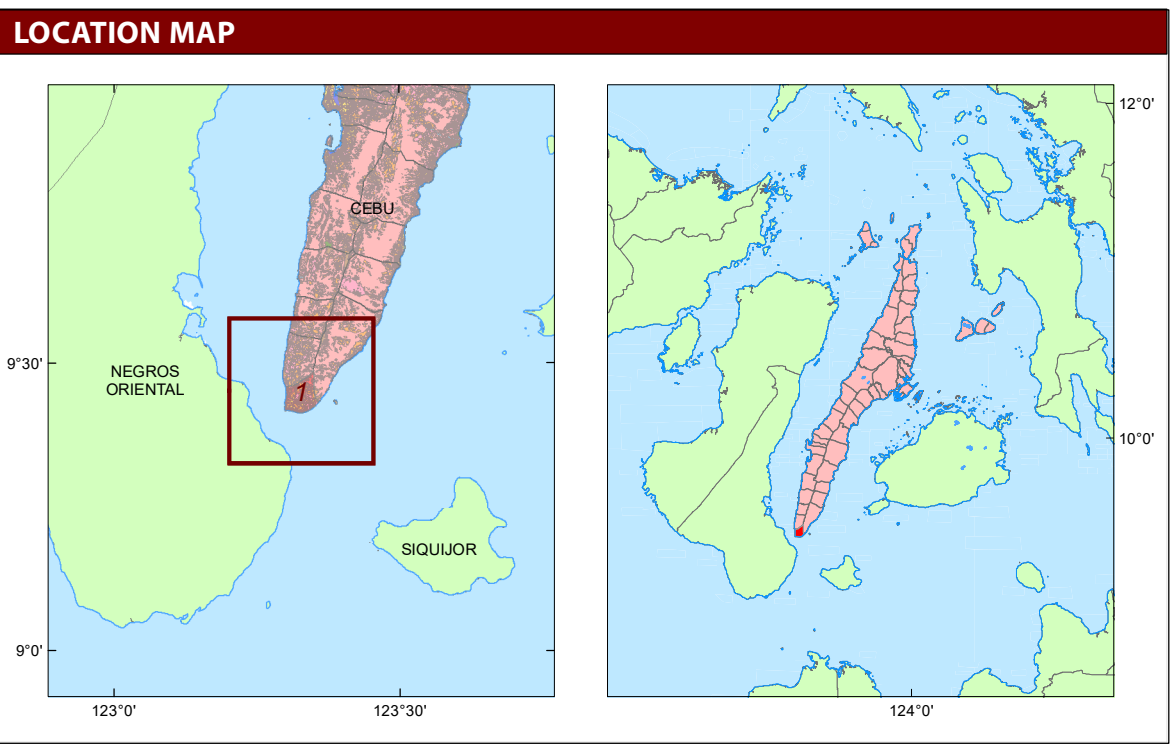 LOCATION MAP
CEBU
1
NEGROS
ORIENTAL
SIQUIJOR
9°30'
9°0'
123°0'
123°30'
12°0'
10°0'
124°0'